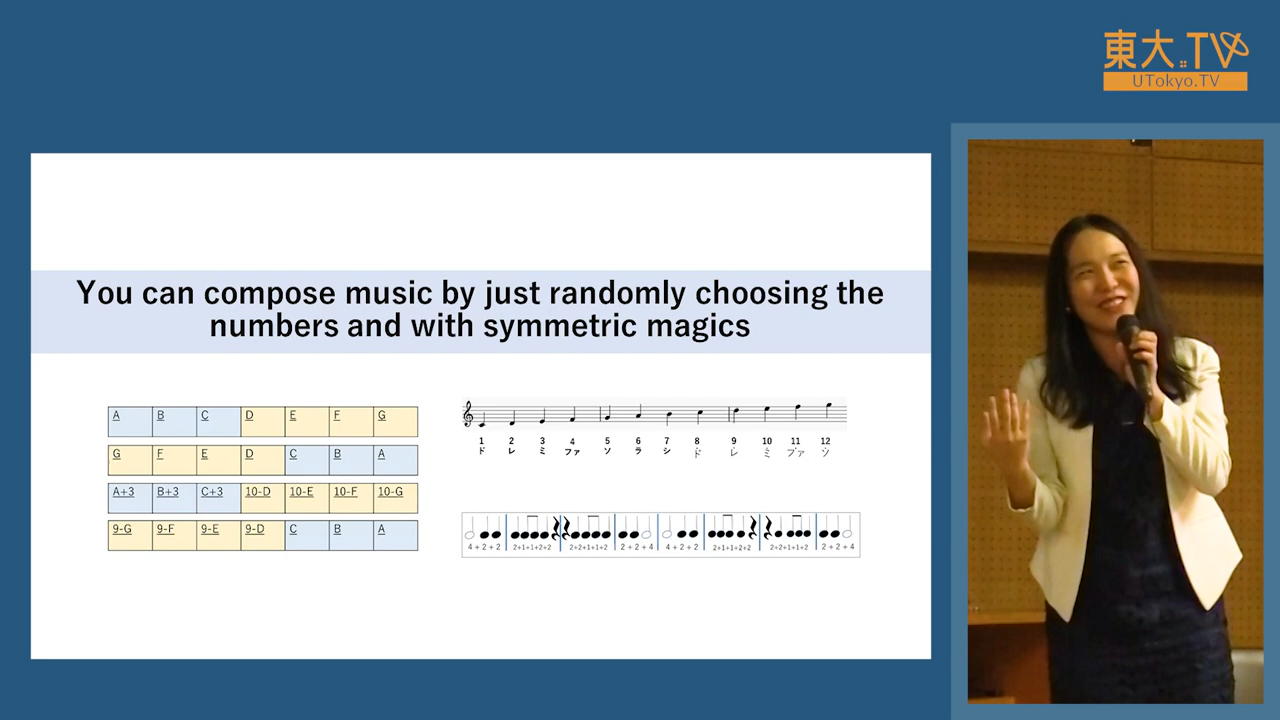 東大.TV
UTokyo.TV
You can compose music by just randomly choosing the
numbers and with symmetric magics
A B C D E F G
G F E D C B A
A+3 B+3 C+3 10-D 10-E 10-F 10-G
9-G 9-F 9-E 9-D C B A
1 2 3 4 5 6 7 8 9 10 11 12
ド レ ミ ファ ソ ラ シ ド レ ミ ファ ソ
4 + 2 + 2 2+1+1+2+2 2+2+1+1+2 2 + 2 + 4 4 + 2 + 2 2+1+1+2+2 2+2+1+1+2 2 + 2 + 4